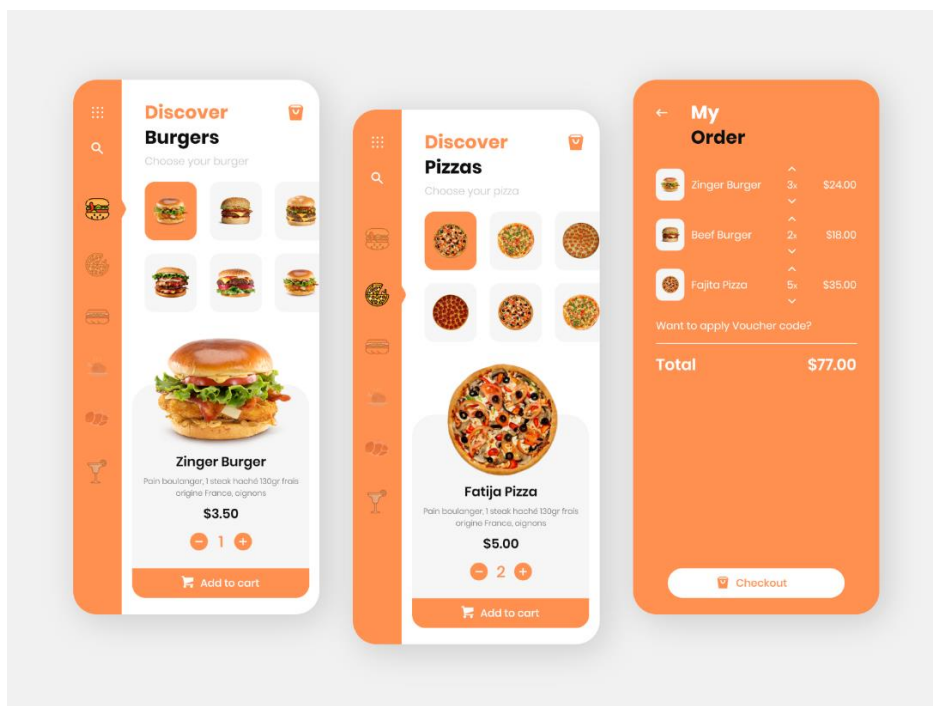 Discover
Burgers
Choose your burger
Zinger Burger
Pain boulanger, 1 steak haché 130gr frais
origine France, oignons
$3.50
1
Add to cart
Discover
Pizzas
Choose your pizza
Fatija Pizza
Pain boulanger, 1 steak haché 130gr frais
origine France, oignons
$5.00
2
Add to cart
My
Order
Zinger Burger 3x $24.00
Beef Burger 2x $18.00
Fajita Pizza 5x $35.00
Want to apply Voucher code?
Total $77.00
Checkout